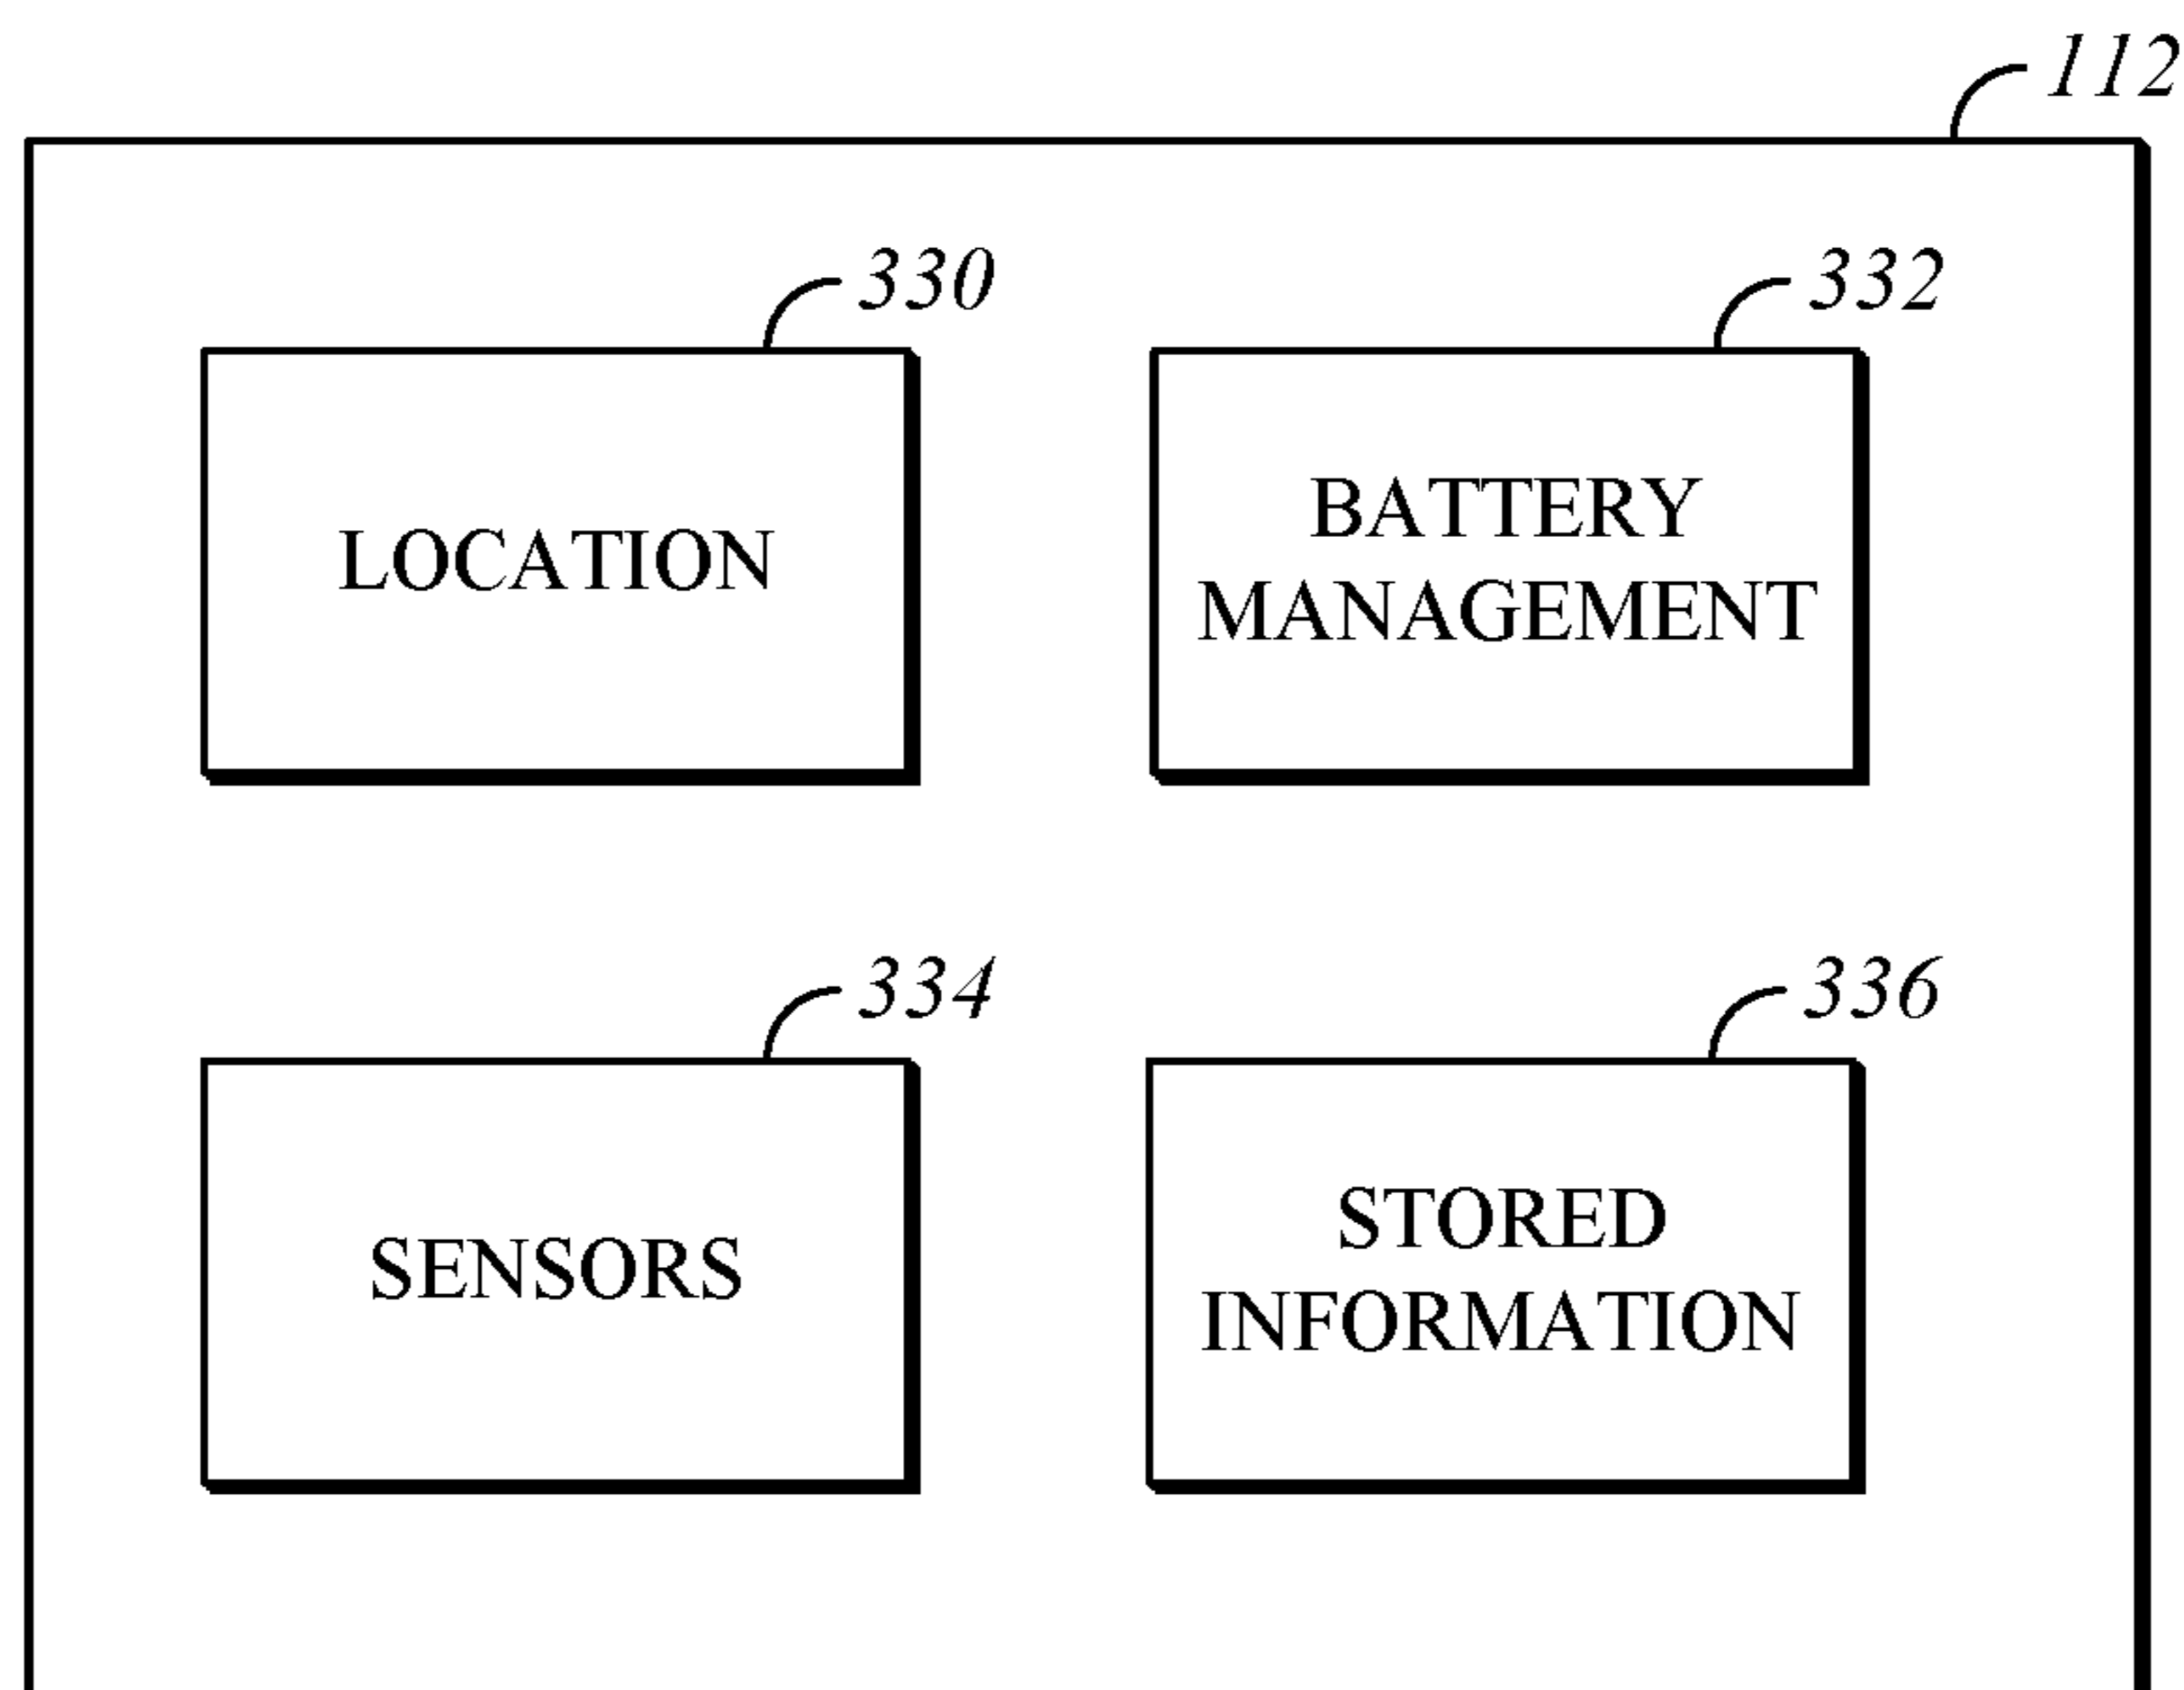 112
330
332
LOCATION
BATTERY
MANAGEMENT
334
336
SENSORS
STORED
INFORMATION